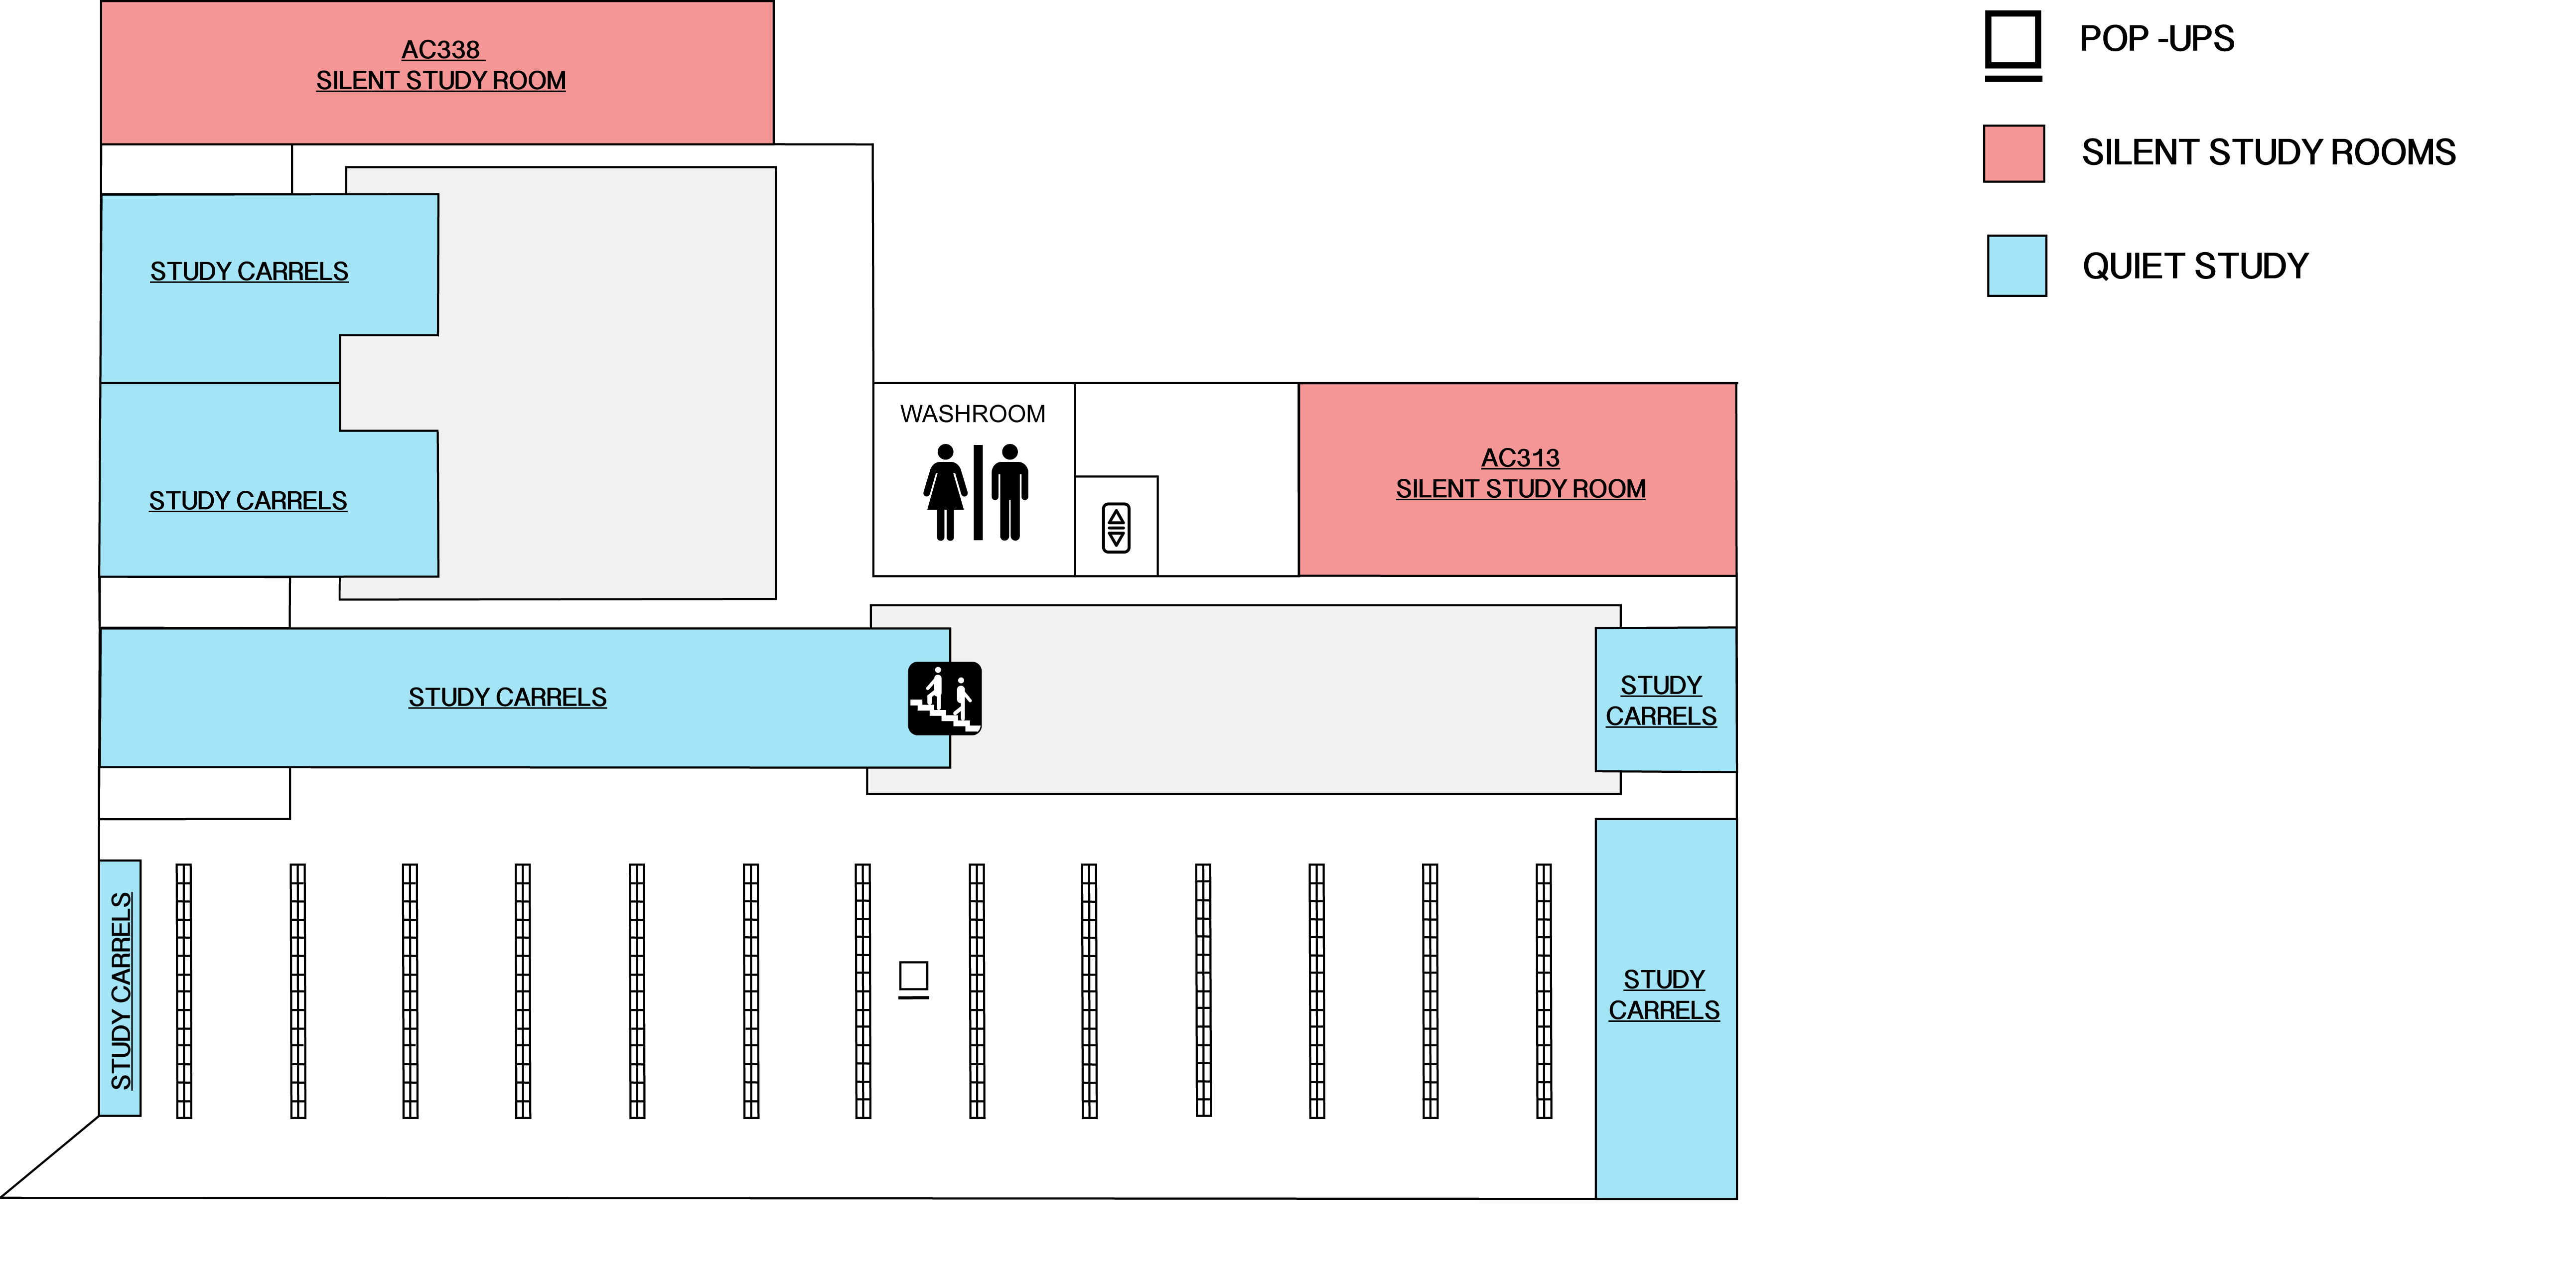 AC338
SILENT STUDY ROOM
POP -UPS
SILENT STUDY ROOMS
QUIET STUDY
STUDY CARRELS
WASHROOM
AC313
SILENT STUDY ROOM
STUDY CARRELS
STUDY CARRELS
STUDY
CARRELS
STUDY CARRELS
STUDY
CARRELS